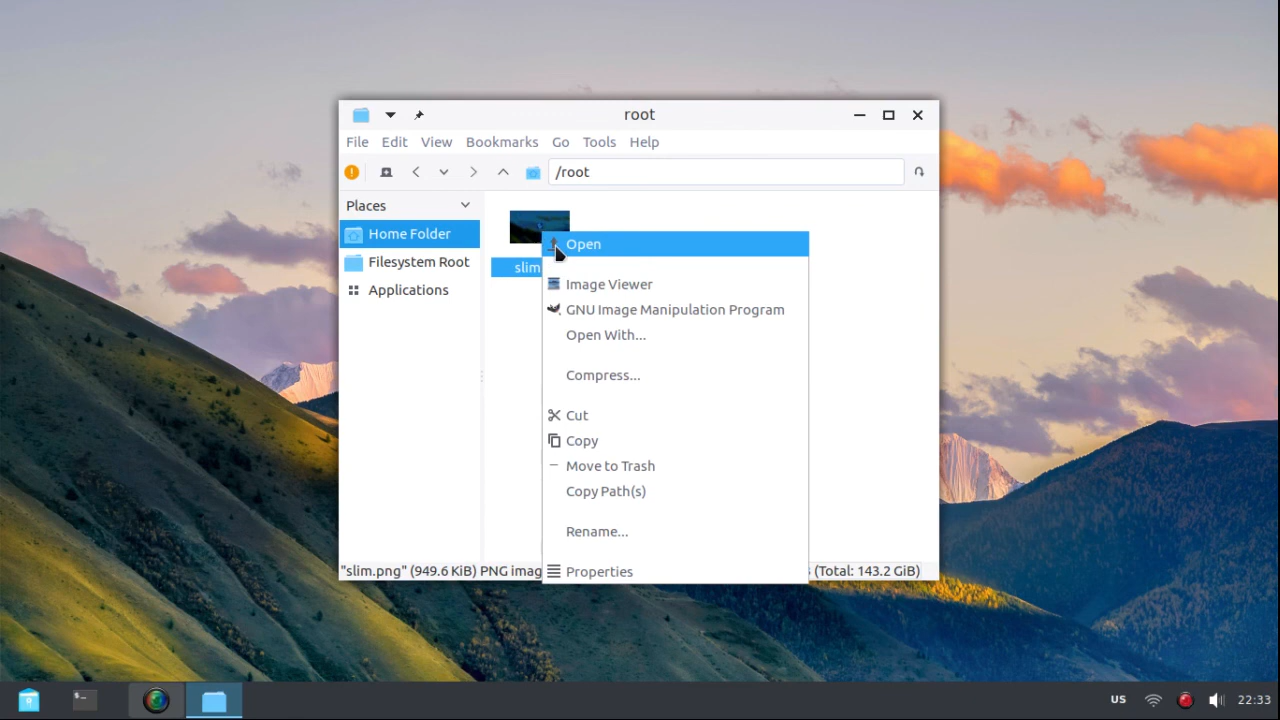 root
File Edit View Bookmarks Go Tools Help
/root
Places
Home Folder
Filesystem Root
Applications
slim
Open
Image Viewer
GNU Image Manipulation Program
Open With...
Compress...
Cut
Copy
Move to Trash
Copy Path(s)
Rename...
Properties
"slim.png" (949.6 KiB) PNG imag
(Total: 143.2 GiB)
$-
US
22:33